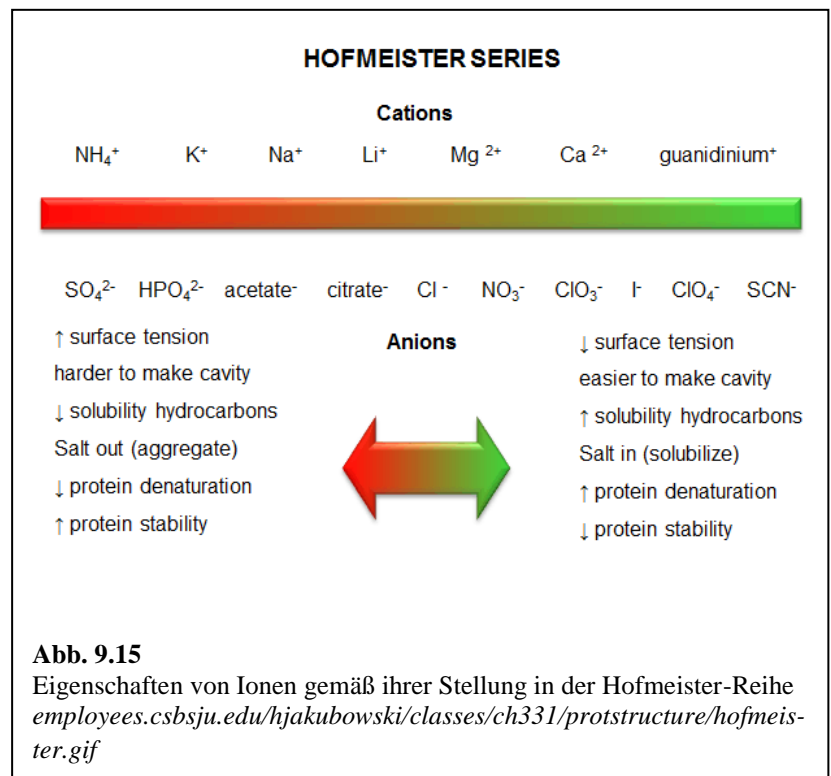 HOFMEISTER SERIES
Cations
NH₄⁺ K⁺ Na⁺ Li⁺ Mg ²⁺ Ca ²⁺ guanidinium⁺
SO₄²⁻ HPO₄²⁻ acetate⁻ citrate⁻ Cl ⁻ NO₃⁻ ClO₃⁻ I⁻ ClO₄⁻ SCN⁻
Anions
↑ surface tension
harder to make cavity
↓ solubility hydrocarbons
Salt out (aggregate)
↓ protein denaturation
↑ protein stability
↓ surface tension
easier to make cavity
↑ solubility hydrocarbons
Salt in (solubilize)
↑ protein denaturation
↓ protein stability
Abb. 9.15
Eigenschaften von Ionen gemäß ihrer Stellung in der Hofmeister-Reihe
employees.csbsju.edu/hjakubowski/classes/ch331/protstructure/hofmeis-
ter.gif